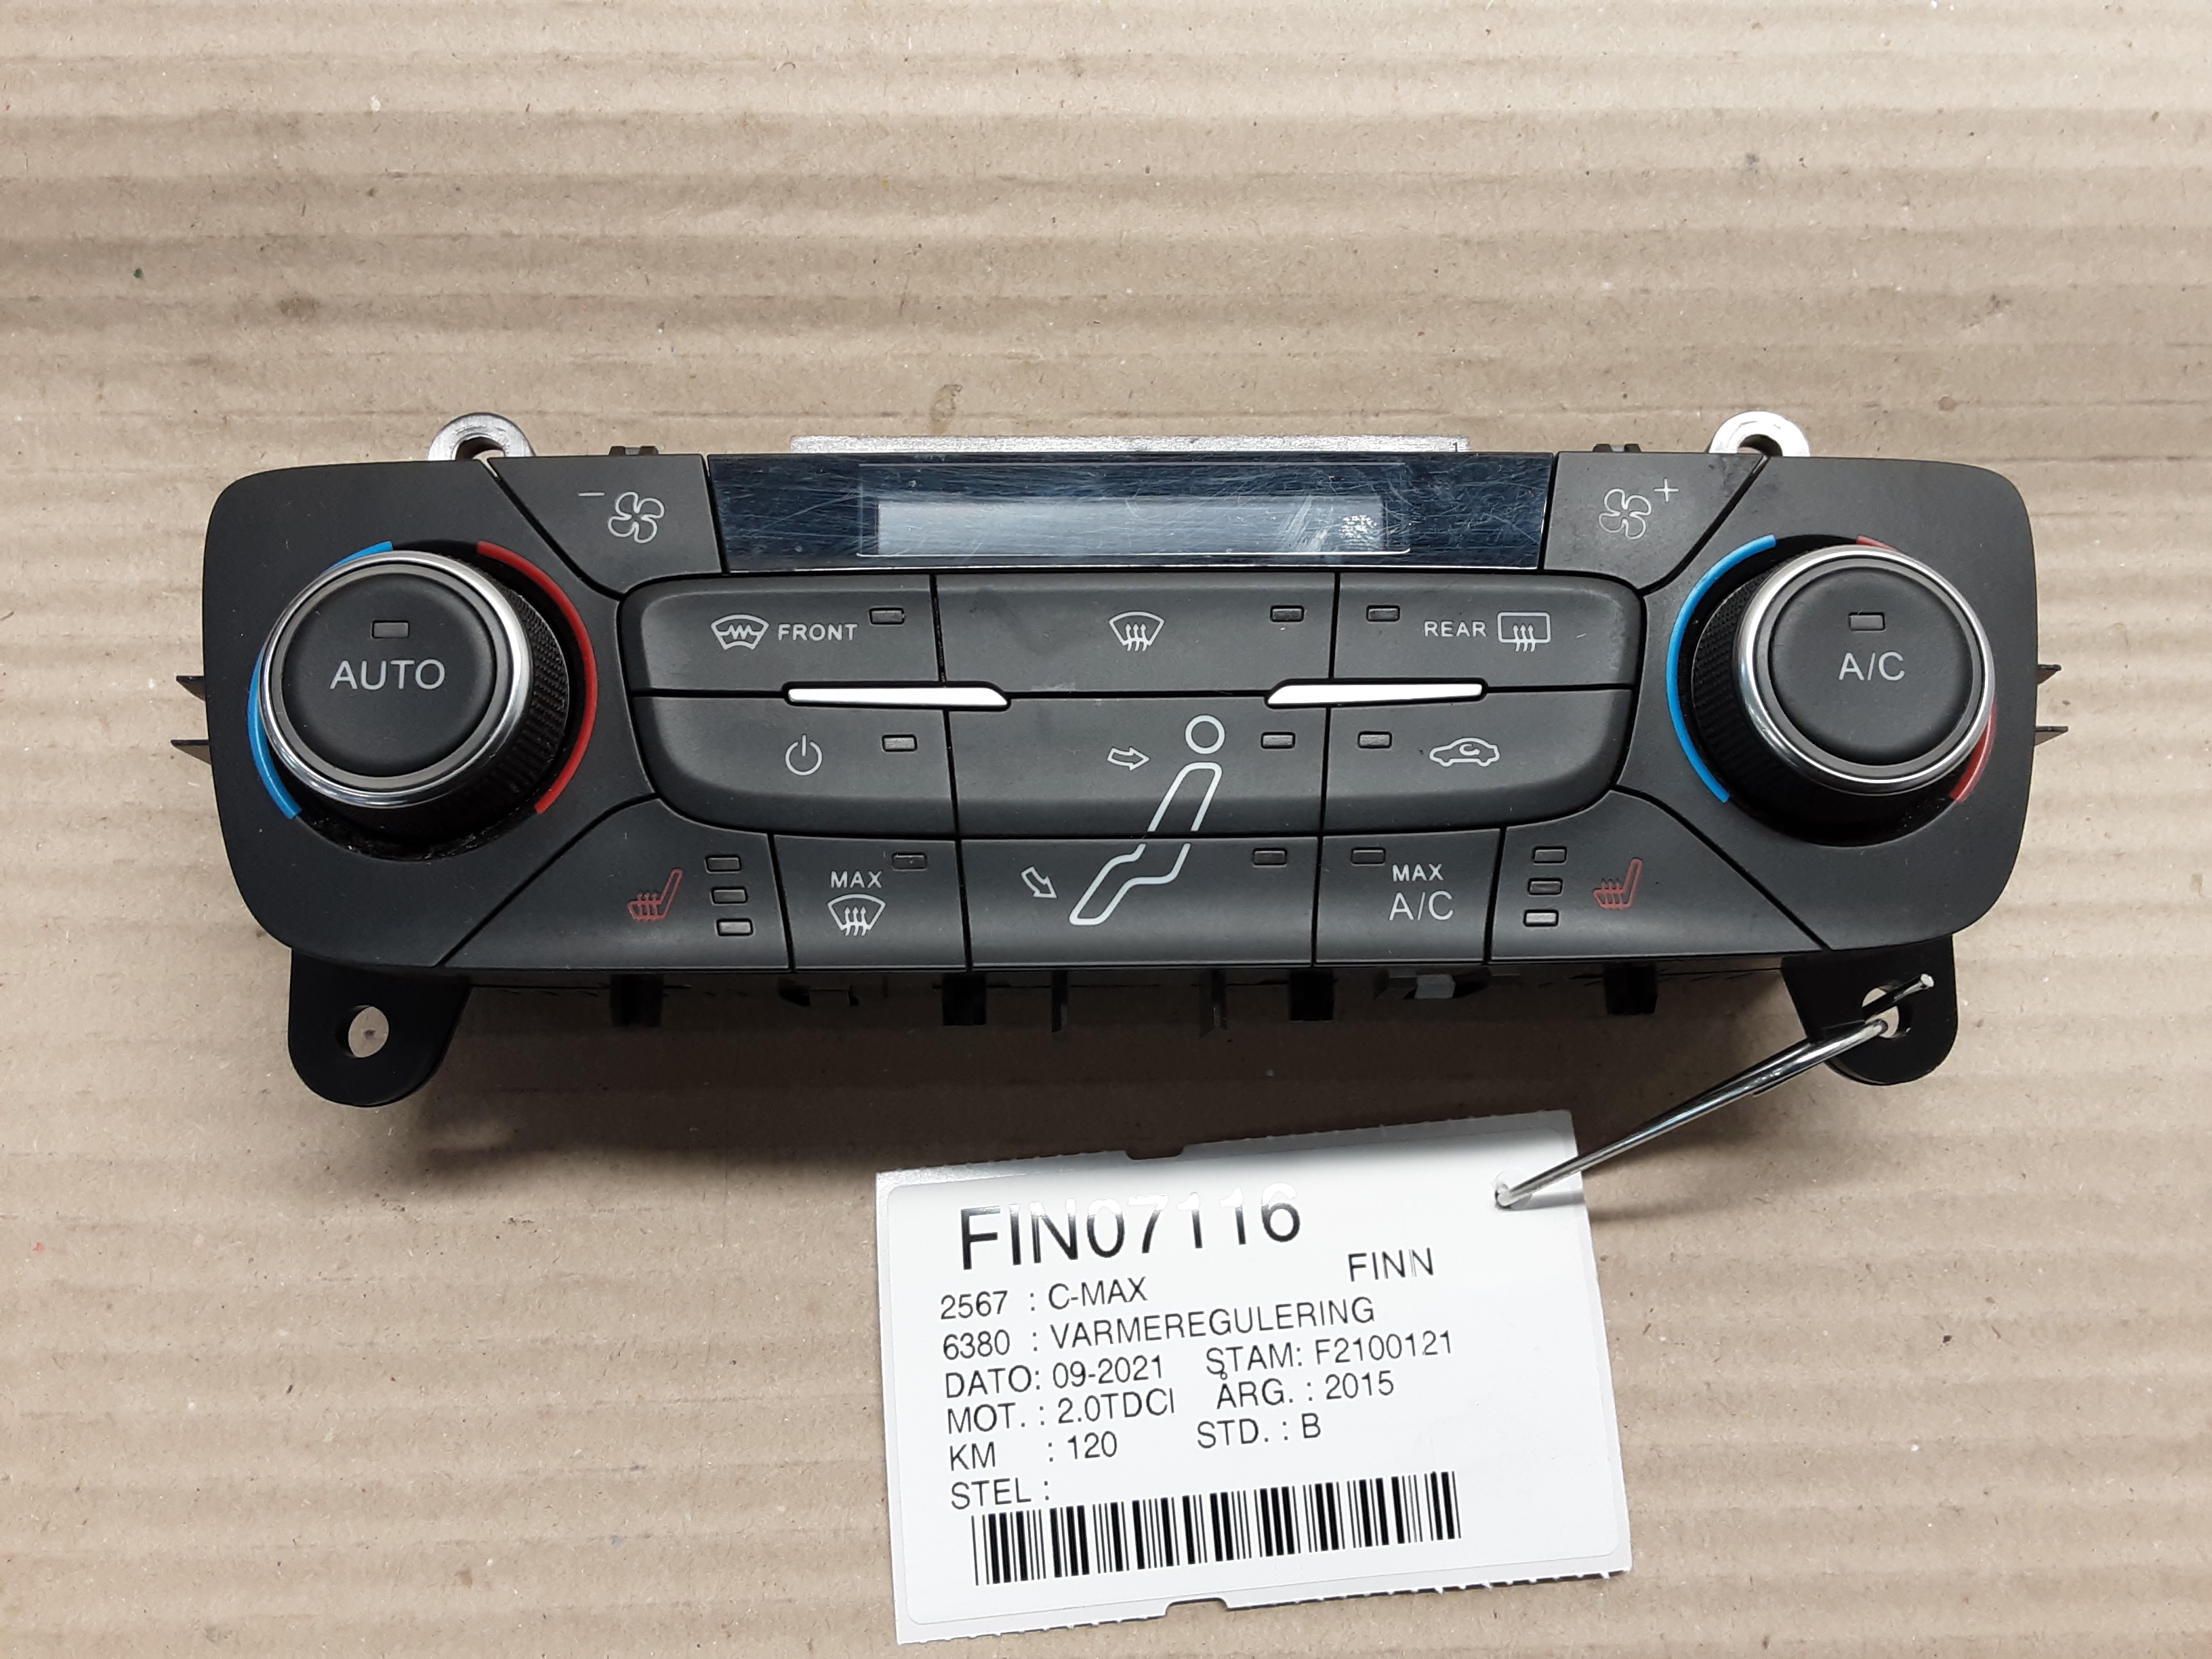 - +
FRONT
REAR
AUTO
A/C
MAX
MAX
A/C
FIN07116
FINN
2567 : C-MAX
6380 : VARMEREGULERING
DATO: 09-2021 STAM: F2100121
MOT. : 2.0TDCI ÅRG. : 2015
KM : 120 STD. : B
STEL :